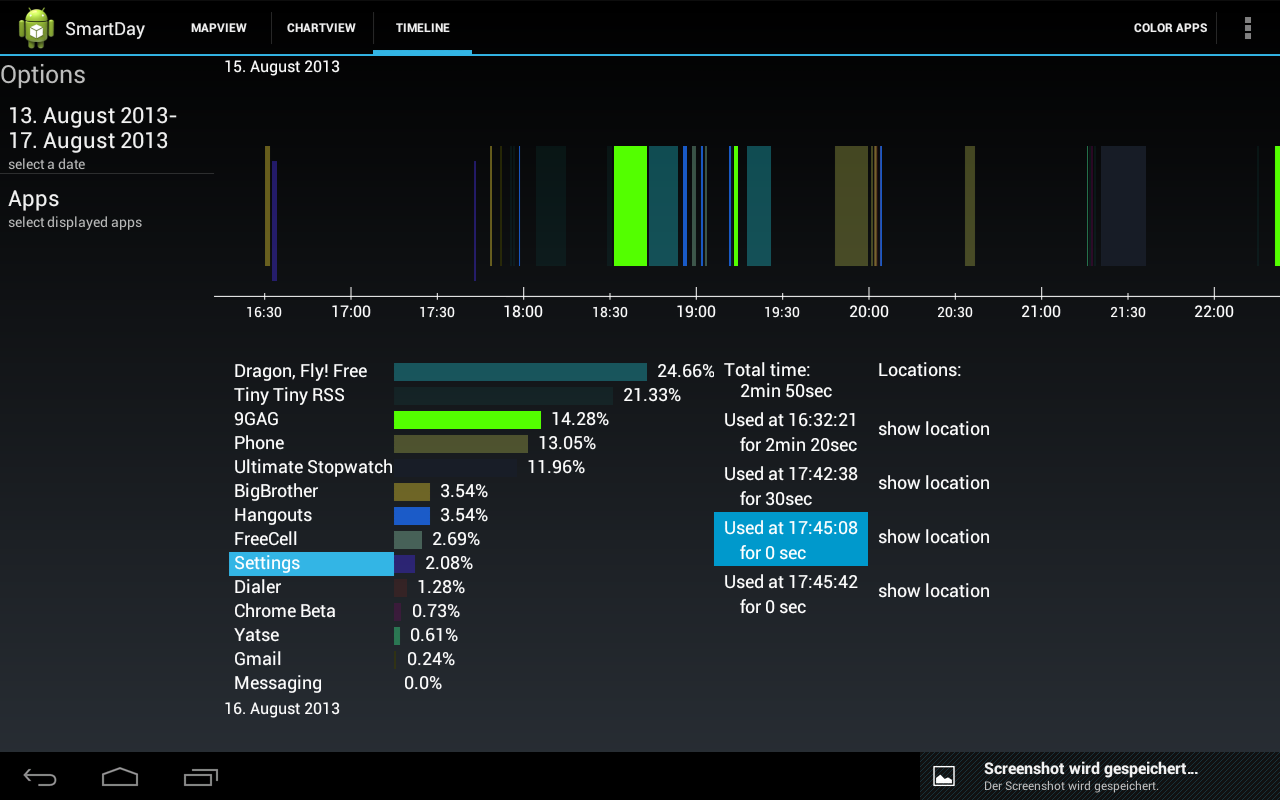 SmartDay
MAPVIEW
CHARTVIEW
TIMELINE
COLOR APPS
Options
13. August 2013-
17. August 2013
select a date
Apps
select displayed apps
15. August 2013
16:30 17:00 17:30 18:00 18:30 19:00 19:30 20:00 20:30 21:00 21:30 22:00
Dragon, Fly! Free 24.66%
Tiny Tiny RSS 21.33%
9GAG 14.28%
Phone 13.05%
Ultimate Stopwatch 11.96%
BigBrother 3.54%
Hangouts 3.54%
FreeCell 2.69%
Settings 2.08%
Dialer 1.28%
Chrome Beta 0.73%
Yatse 0.61%
Gmail 0.24%
Messaging 0.0%
Total time:
2min 50sec
Used at 16:32:21
for 2min 20sec
Used at 17:42:38
for 30sec
Used at 17:45:08
for 0 sec
Used at 17:45:42
for 0 sec
Locations:
show location
show location
show location
show location
16. August 2013
Screenshot wird gespeichert...
Der Screenshot wird gespeichert.